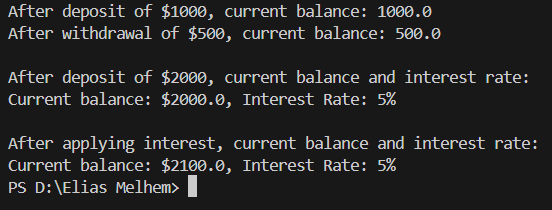 After deposit of $1000, current balance: 1000.0
After withdrawal of $500, current balance: 500.0
After deposit of $2000, current balance and interest rate:
Current balance: $2000.0, Interest Rate: 5%
After applying interest, current balance and interest rate:
Current balance: $2100.0, Interest Rate: 5%
PS D:\Elias Melhem>